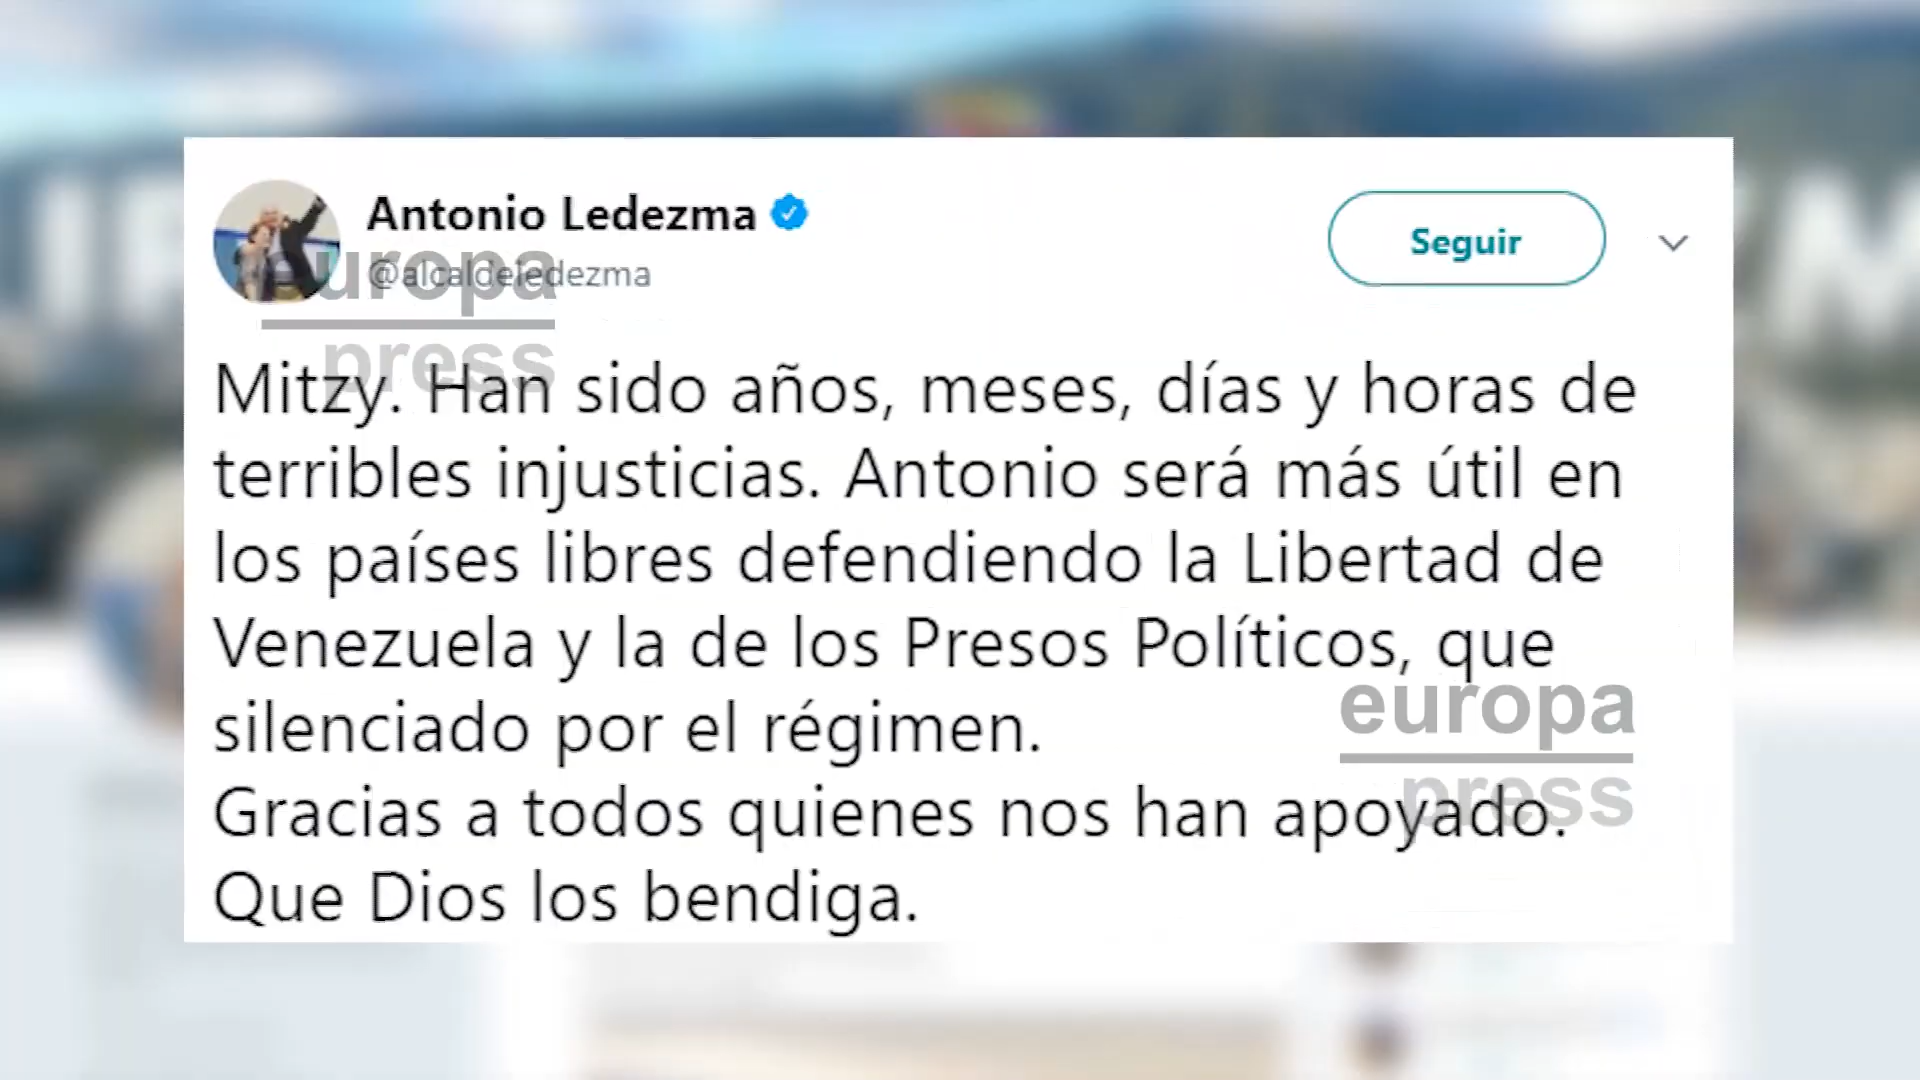 Antonio Ledezma
@alcaldeledezma
Seguir
europa
press
Mitzy. Han sido años, meses, días y horas de
terribles injusticias. Antonio será más útil en
los países libres defendiendo la Libertad de
Venezuela y la de los Presos Políticos, que
silenciado por el régimen.
Gracias a todos quienes nos han apoyado.
Que Dios los bendiga.
europa
press